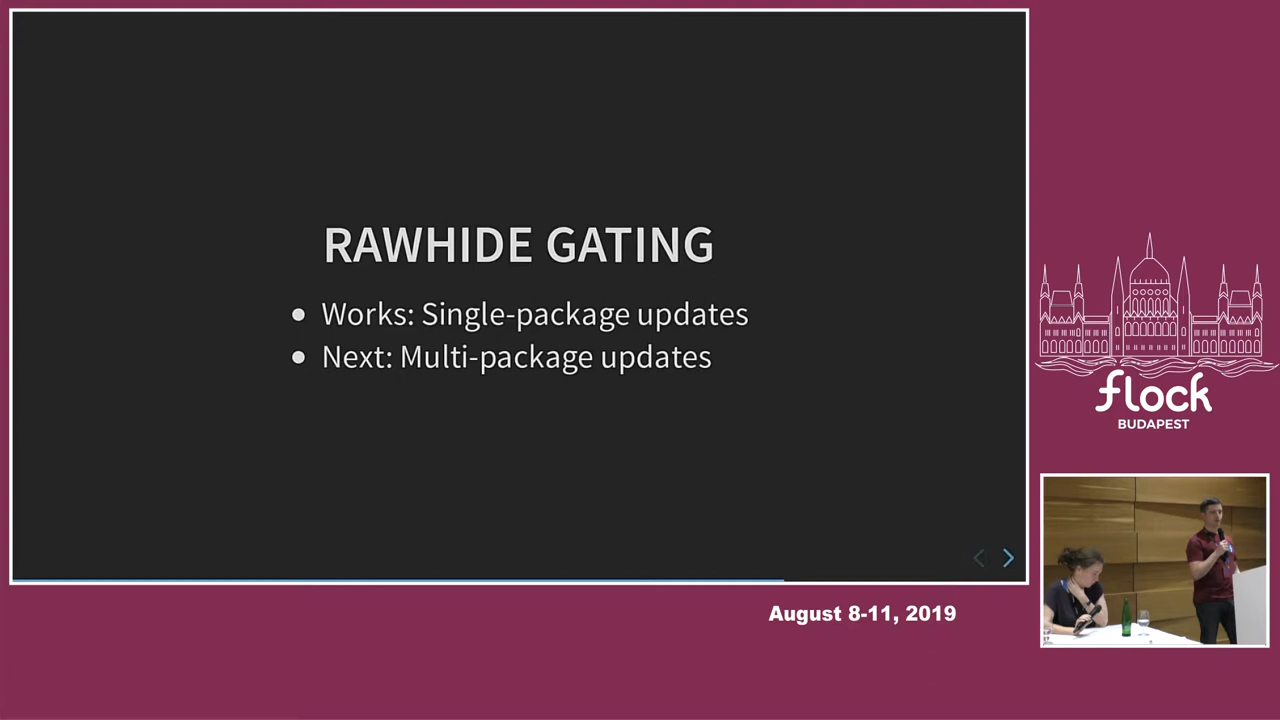 RAWHIDE GATING
Works: Single-package updates
Next: Multi-package updates
flock
BUDAPEST
August 8-11, 2019